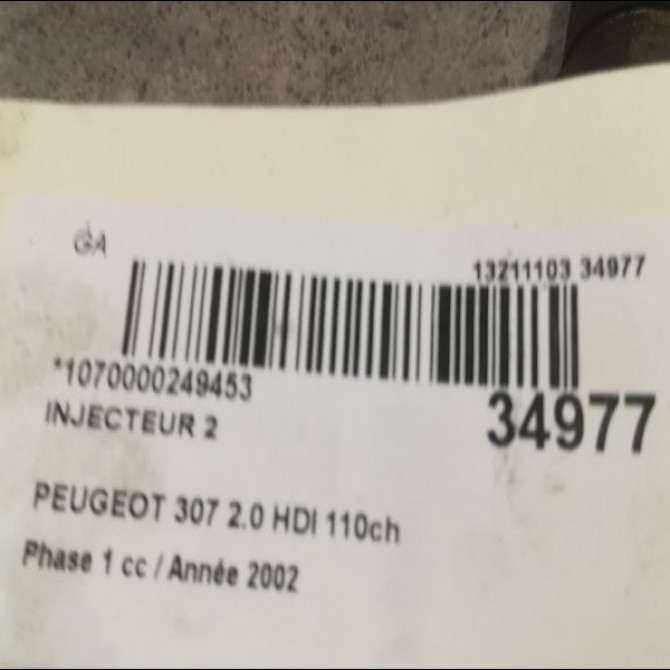 GA
13211103 34977
*1070000249453
34977
INJECTEUR 2
PEUGEOT 307 2.0 HDI 110ch
Phase 1 cc / Année 2002